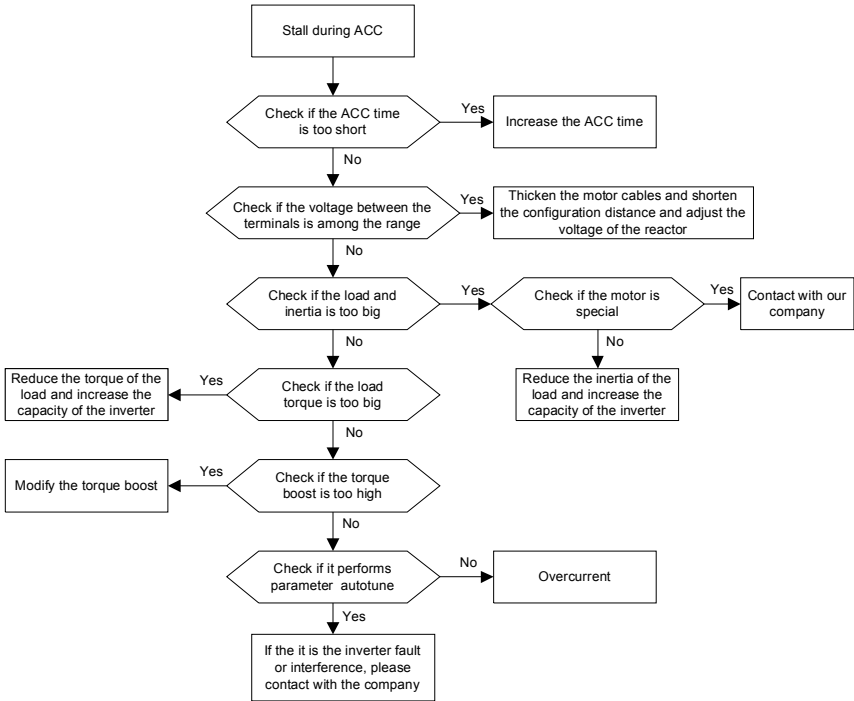 Stall during ACC
Check if the ACC time
is too short
Yes
Increase the ACC time
No
Check if the voltage between the
terminals is among the range
Yes
Thicken the motor cables and shorten
the configuration distance and adjust the
voltage of the reactor
No
Check if the load and
inertia is too big
Yes
Check if the motor is
special
Yes
Contact with our
company
No
No
Reduce the torque of the
load and increase the
capacity of the inverter
Yes
Check if the load
torque is too big
Reduce the inertia of the
load and increase the
capacity of the inverter
No
Modify the torque boost
Yes
Check if the torque
boost is too high
No
Check if it performs
parameter autotune
No
Overcurrent
Yes
If the it is the inverter fault
or interference, please
contact with the company